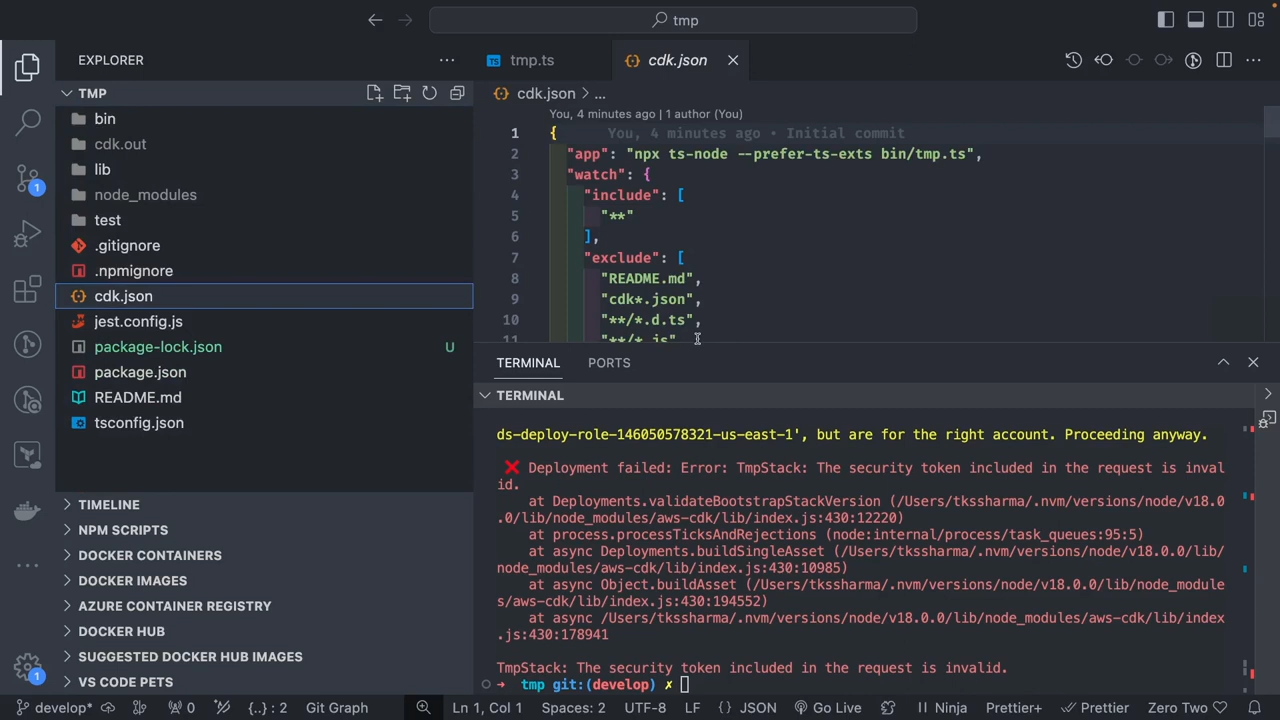 tmp
EXPLORER
TMP
bin
cdk.out
lib
node_modules
test
.gitignore
.npmignore
cdk.json
jest.config.js
package-lock.json U
package.json
README.md
tsconfig.json
TIMELINE
NPM SCRIPTS
DOCKER CONTAINERS
DOCKER IMAGES
AZURE CONTAINER REGISTRY
DOCKER HUB
SUGGESTED DOCKER HUB IMAGES
VS CODE PETS
1
1
tmp.ts cdk.json
cdk.json > ...
You, 4 minutes ago | 1 author (You)
1 { You, 4 minutes ago • Initial commit
2 "app": "npx ts-node --prefer-ts-exts bin/tmp.ts",
3 "watch": {
4 "include": [
5 "**"
6 ],
7 "exclude": [
8 "README.md",
9 "cdk*.json",
10 "**/*.d.ts",
11 "**/*.js"
TERMINAL PORTS
TERMINAL
ds-deploy-role-146050578321-us-east-1', but are for the right account. Proceeding anyway.
❌ Deployment failed: Error: TmpStack: The security token included in the request is inval
id.
at Deployments.validateBootstrapStackVersion (/Users/tkssharma/.nvm/versions/node/v18.0
.0/lib/node_modules/aws-cdk/lib/index.js:430:12220)
at process.processTicksAndRejections (node:internal/process/task_queues:95:5)
at async Deployments.buildSingleAsset (/Users/tkssharma/.nvm/versions/node/v18.0.0/lib/
node_modules/aws-cdk/lib/index.js:430:10985)
at async Object.buildAsset (/Users/tkssharma/.nvm/versions/node/v18.0.0/lib/node_module
s/aws-cdk/lib/index.js:430:194552)
at async /Users/tkssharma/.nvm/versions/node/v18.0.0/lib/node_modules/aws-cdk/lib/index
.js:430:178941
TmpStack: The security token included in the request is invalid.
→ tmp git:(develop) ✗
develop* 0 {..} : 2 Git Graph Ln 1, Col 1 Spaces: 2 UTF-8 LF { } JSON Go Live Ninja Prettier+ Prettier Zero Two